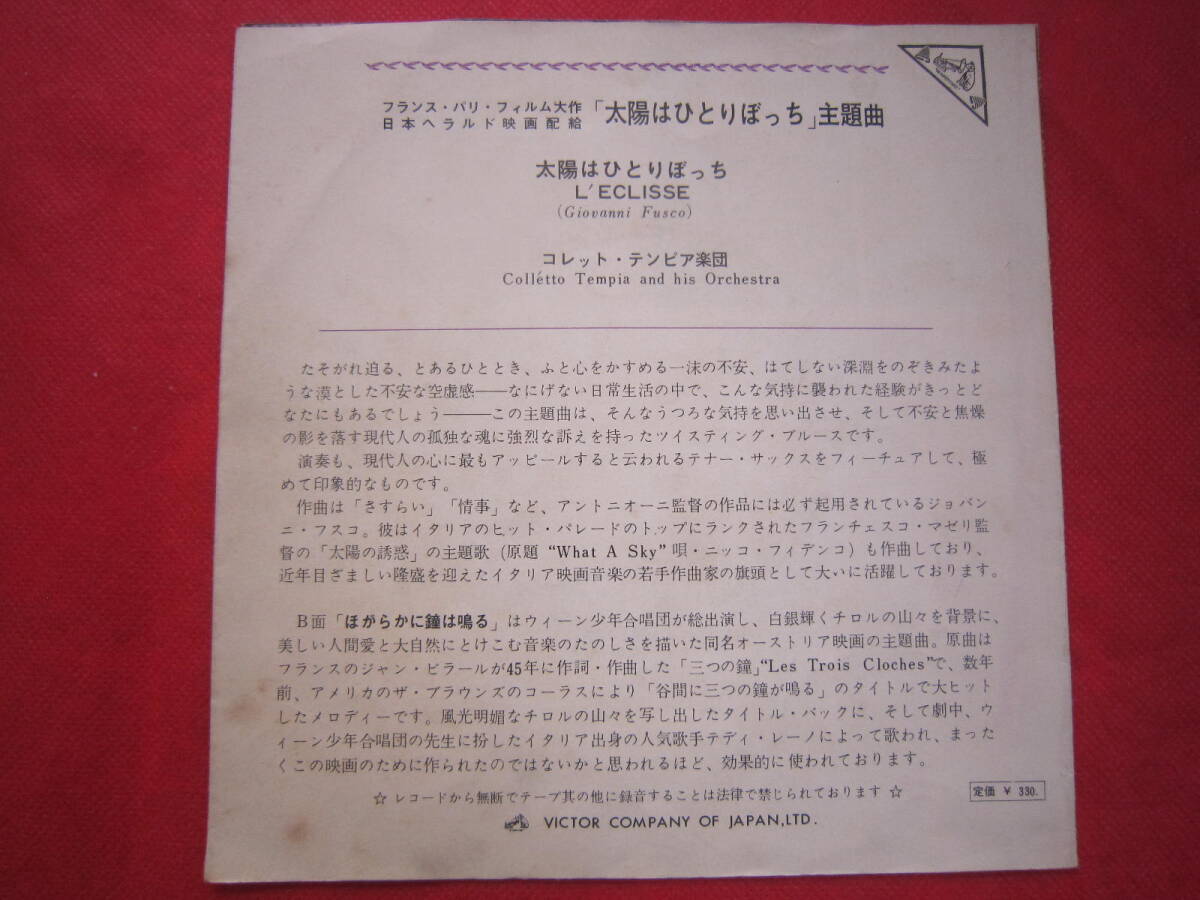 フランス・パリ・フィルム大作
日本ヘラルド映画配給
「太陽はひとりぼっち」主題曲
太陽はひとりぼっち
L'ECLISSE
(Giovanni Fusco)
コレット・テンピア楽団
Collétto Tempia and his Orchestra
たそがれ迫る、とあるひととき、ふと心をかすめる一沫の不安、はてしない深淵をのぞきみたよ
うな漠とした不安な空虚感——なにげない日常生活の中で、こんな気持に襲われた経験がきっとど
なたにもあるでしょう———この主題曲は、そんなうつろな気持を思い出させ、そして不安と焦燥
の影を落す現代人の孤独な魂に強烈な訴えを持ったツイスティング・ブルースです。
演奏も、現代人の心に最もアッピールすると云われるテナー・サックスをフィーチュアして、極
めて印象的なものです。
作曲は「さすらい」「情事」など、アントニオーニ監督の作品には必ず起用されているジョバン
ニ・フスコ。彼はイタリアのヒット・パレードのトップにランクされたフランチェスコ・マゼリ監
督の「太陽の誘惑」の主題歌（原題 “What A Sky” 唄・ニッコ・フィデンコ）も作曲しており、
近年目ざましい隆盛を迎えたイタリア映画音楽の若手作曲家の旗頭として大いに活躍しております。
B面「ほがらかに鐘は鳴る」はウィーン少年合唱団が総出演し、白銀輝くチロルの山々を背景に、
美しい人間愛と大自然にとけこむ音楽のたのしさを描いた同名オーストリア映画の主題曲。原曲は
フランスのジャン・ビラールが45年に作詞・作曲した「三つの鐘」“Les Trois Cloches”で、数年
前、アメリカのザ・ブラウンズのコーラスにより「谷間に三つの鐘が鳴る」のタイトルで大ヒット
したメロディーです。風光明媚なチロルの山々を写し出したタイトル・バックに、そして劇中、ウ
ィーン少年合唱団の先生に扮したイタリア出身の人気歌手テディ・レーノによって歌われ、まった
くこの映画のために作られたのではないかと思われるほど、効果的に使われております。
☆ レコードから無断でテープ其の他に録音することは法律で禁じられております ☆
定価 ￥ 330.
VICTOR COMPANY OF JAPAN,LTD.